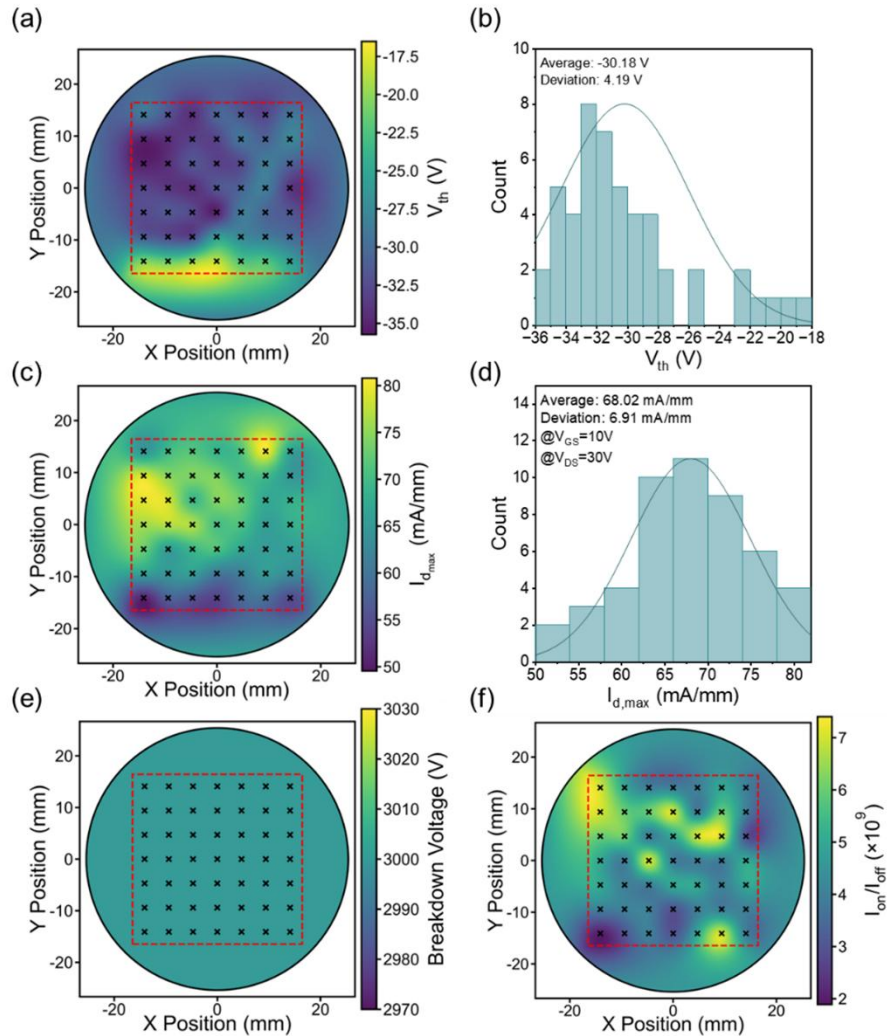 (a)
20
10
0
-10
-20
Y Position (mm)
-20
0
20
X Position (mm)
-17.5
-20.0
-22.5
-25.0
-27.5
-30.0
-32.5
-35.0
V_th (V)
(b)
Average: -30.18 V
Deviation: 4.19 V
10
8
6
4
2
0
Count
-36 -34 -32 -30 -28 -26 -24 -22 -20 -18
V_th (V)
(c)
20
10
0
-10
-20
Y Position (mm)
-20
0
20
X Position (mm)
80
75
70
65
60
55
50
I_d_max (mA/mm)
(d)
Average: 68.02 mA/mm
Deviation: 6.91 mA/mm
@V_GS=10V
@V_DS=30V
14
12
10
8
6
4
2
0
Count
50 55 60 65 70 75 80
I_d,max (mA/mm)
(e)
20
10
0
-10
-20
Y Position (mm)
-20
0
20
X Position (mm)
3030
3020
3010
3000
2990
2980
2970
Breakdown Voltage (V)
(f)
20
10
0
-10
-20
Y Position (mm)
-20
0
20
X Position (mm)
7
6
5
4
3
2
I_on/I_off (×10^9)